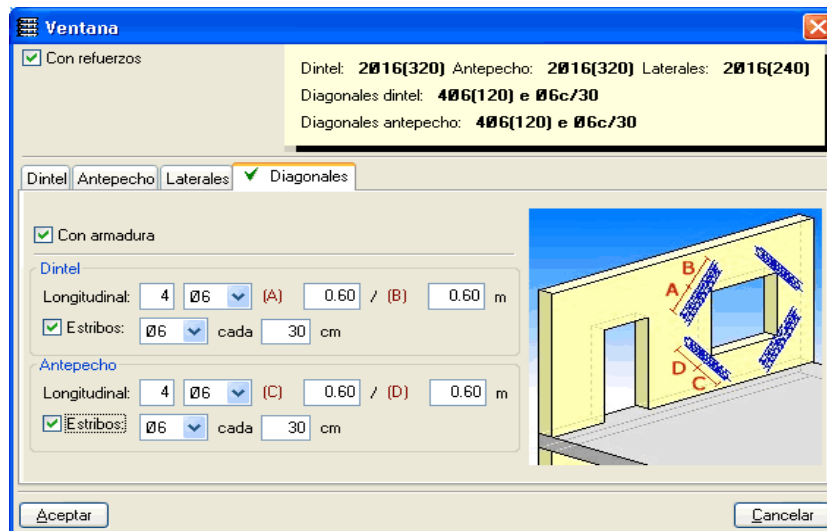 Ventana
Con refuerzos
Dintel: 2Ø16(320) Antepecho: 2Ø16(320) Laterales: 2Ø16(240)
Diagonales dintel: 4Ø6(120) e Ø6c/30
Diagonales antepecho: 4Ø6(120) e Ø6c/30
Dintel Antepecho Laterales Diagonales
Con armadura
Dintel
Longitudinal: 4 Ø6 (A) 0.60 / (B) 0.60 m
Estribos: Ø6 cada 30 cm
Antepecho
Longitudinal: 4 Ø6 (C) 0.60 / (D) 0.60 m
Estribos: Ø6 cada 30 cm
B
A
D
C
Aceptar Cancelar